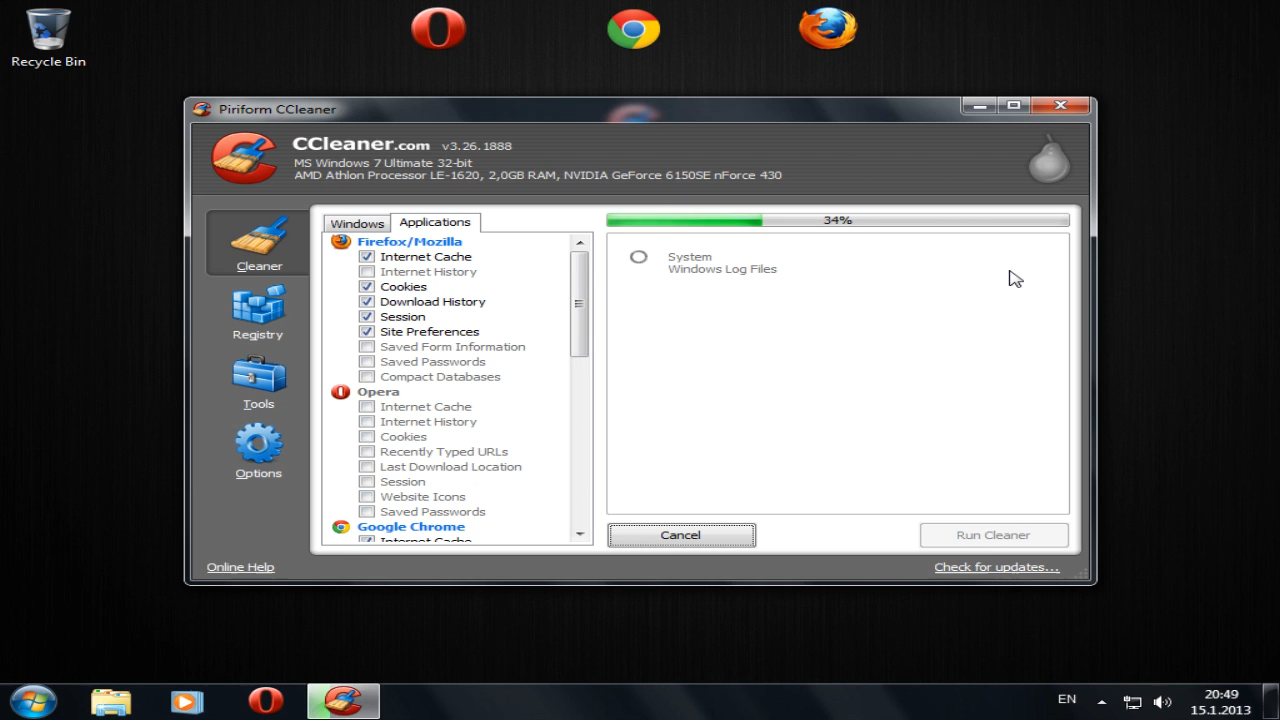 Recycle Bin
Piriform CCleaner
CCleaner.com v3.26.1888
MS Windows 7 Ultimate 32-bit
AMD Athlon Processor LE-1620, 2,0GB RAM, NVIDIA GeForce 6150SE nForce 430
Cleaner
Registry
Tools
Options
Windows
Applications
Firefox/Mozilla
Internet Cache
Internet History
Cookies
Download History
Session
Site Preferences
Saved Form Information
Saved Passwords
Compact Databases
Opera
Internet Cache
Internet History
Cookies
Recently Typed URLs
Last Download Location
Session
Website Icons
Saved Passwords
Google Chrome
Internet Cache
34%
System
Windows Log Files
Cancel
Run Cleaner
Online Help
Check for updates...
EN
20:49
15.1.2013